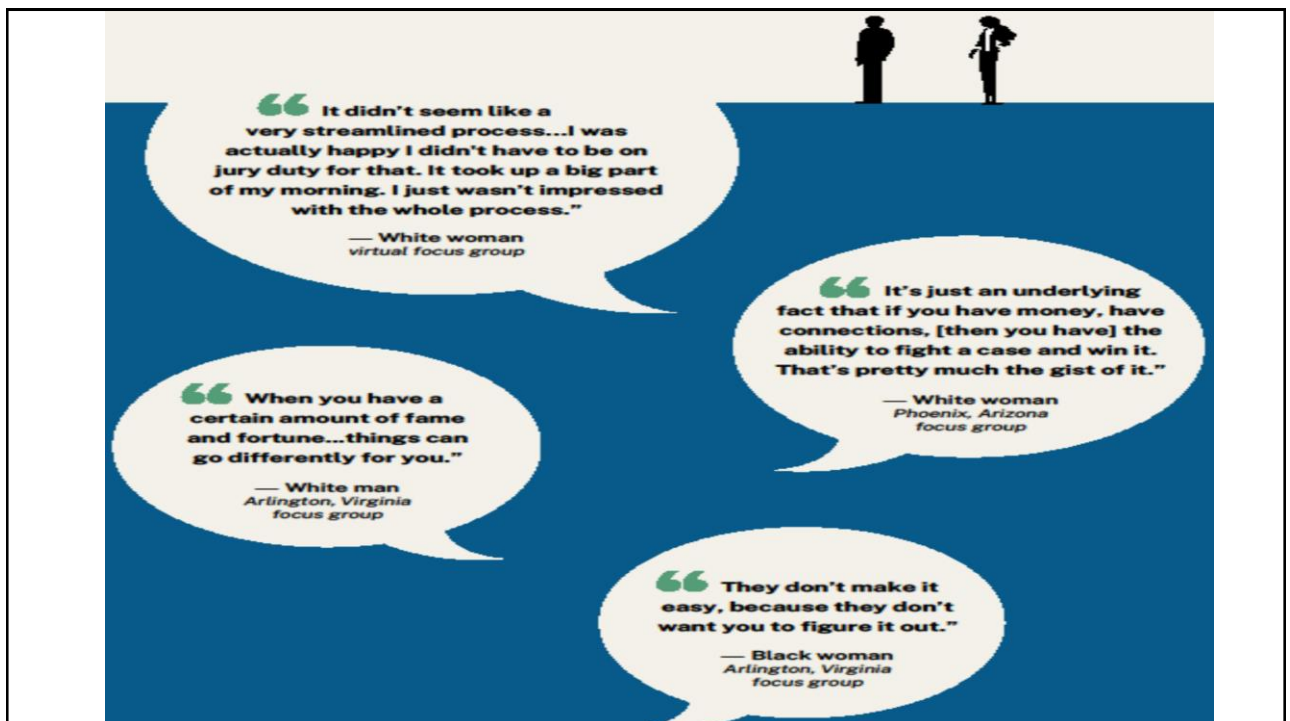 “ It didn’t seem like a
very streamlined process...I was
actually happy I didn’t have to be on
jury duty for that. It took up a big part
of my morning. I just wasn’t impressed
with the whole process.”
— White woman
virtual focus group
“ It’s just an underlying
fact that if you have money, have
connections, [then you have] the
ability to fight a case and win it.
That’s pretty much the gist of it.”
— White woman
Phoenix, Arizona
focus group
“ When you have a
certain amount of fame
and fortune...things can
go differently for you.”
— White man
Arlington, Virginia
focus group
“ They don’t make it
easy, because they don’t
want you to figure it out.”
— Black woman
Arlington, Virginia
focus group